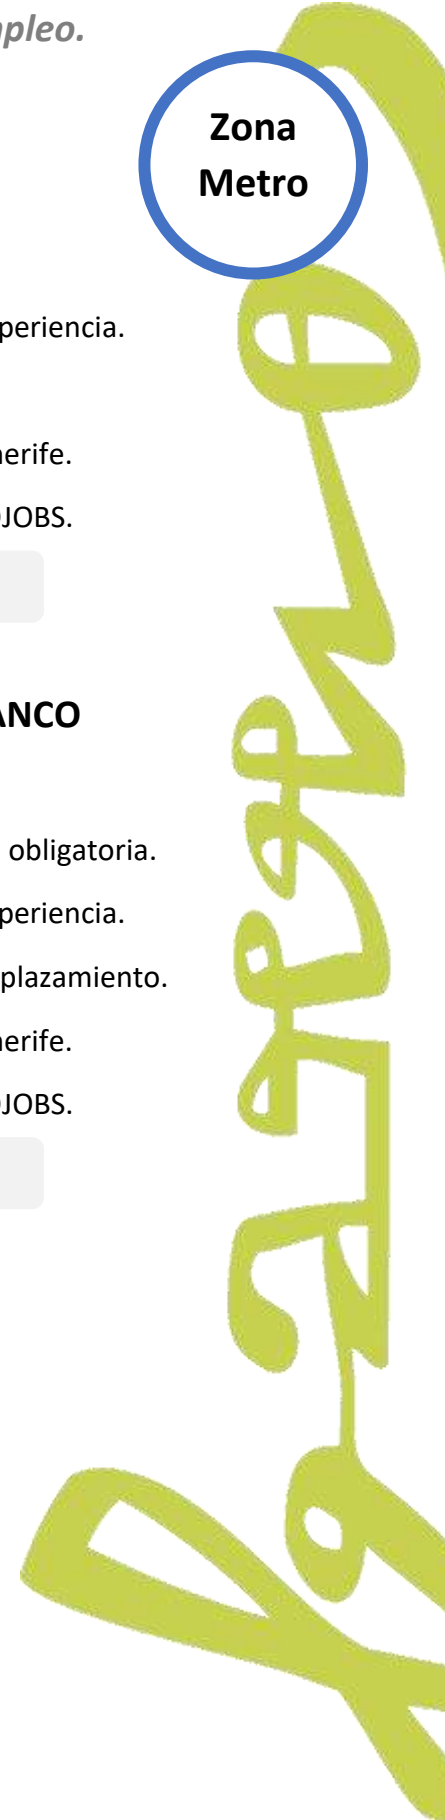 pleo.
Zona
Metro
periencia.
nerife.
JOBS.
ANCO
obligatoria.
periencia.
plazamiento.
nerife.
JOBS.